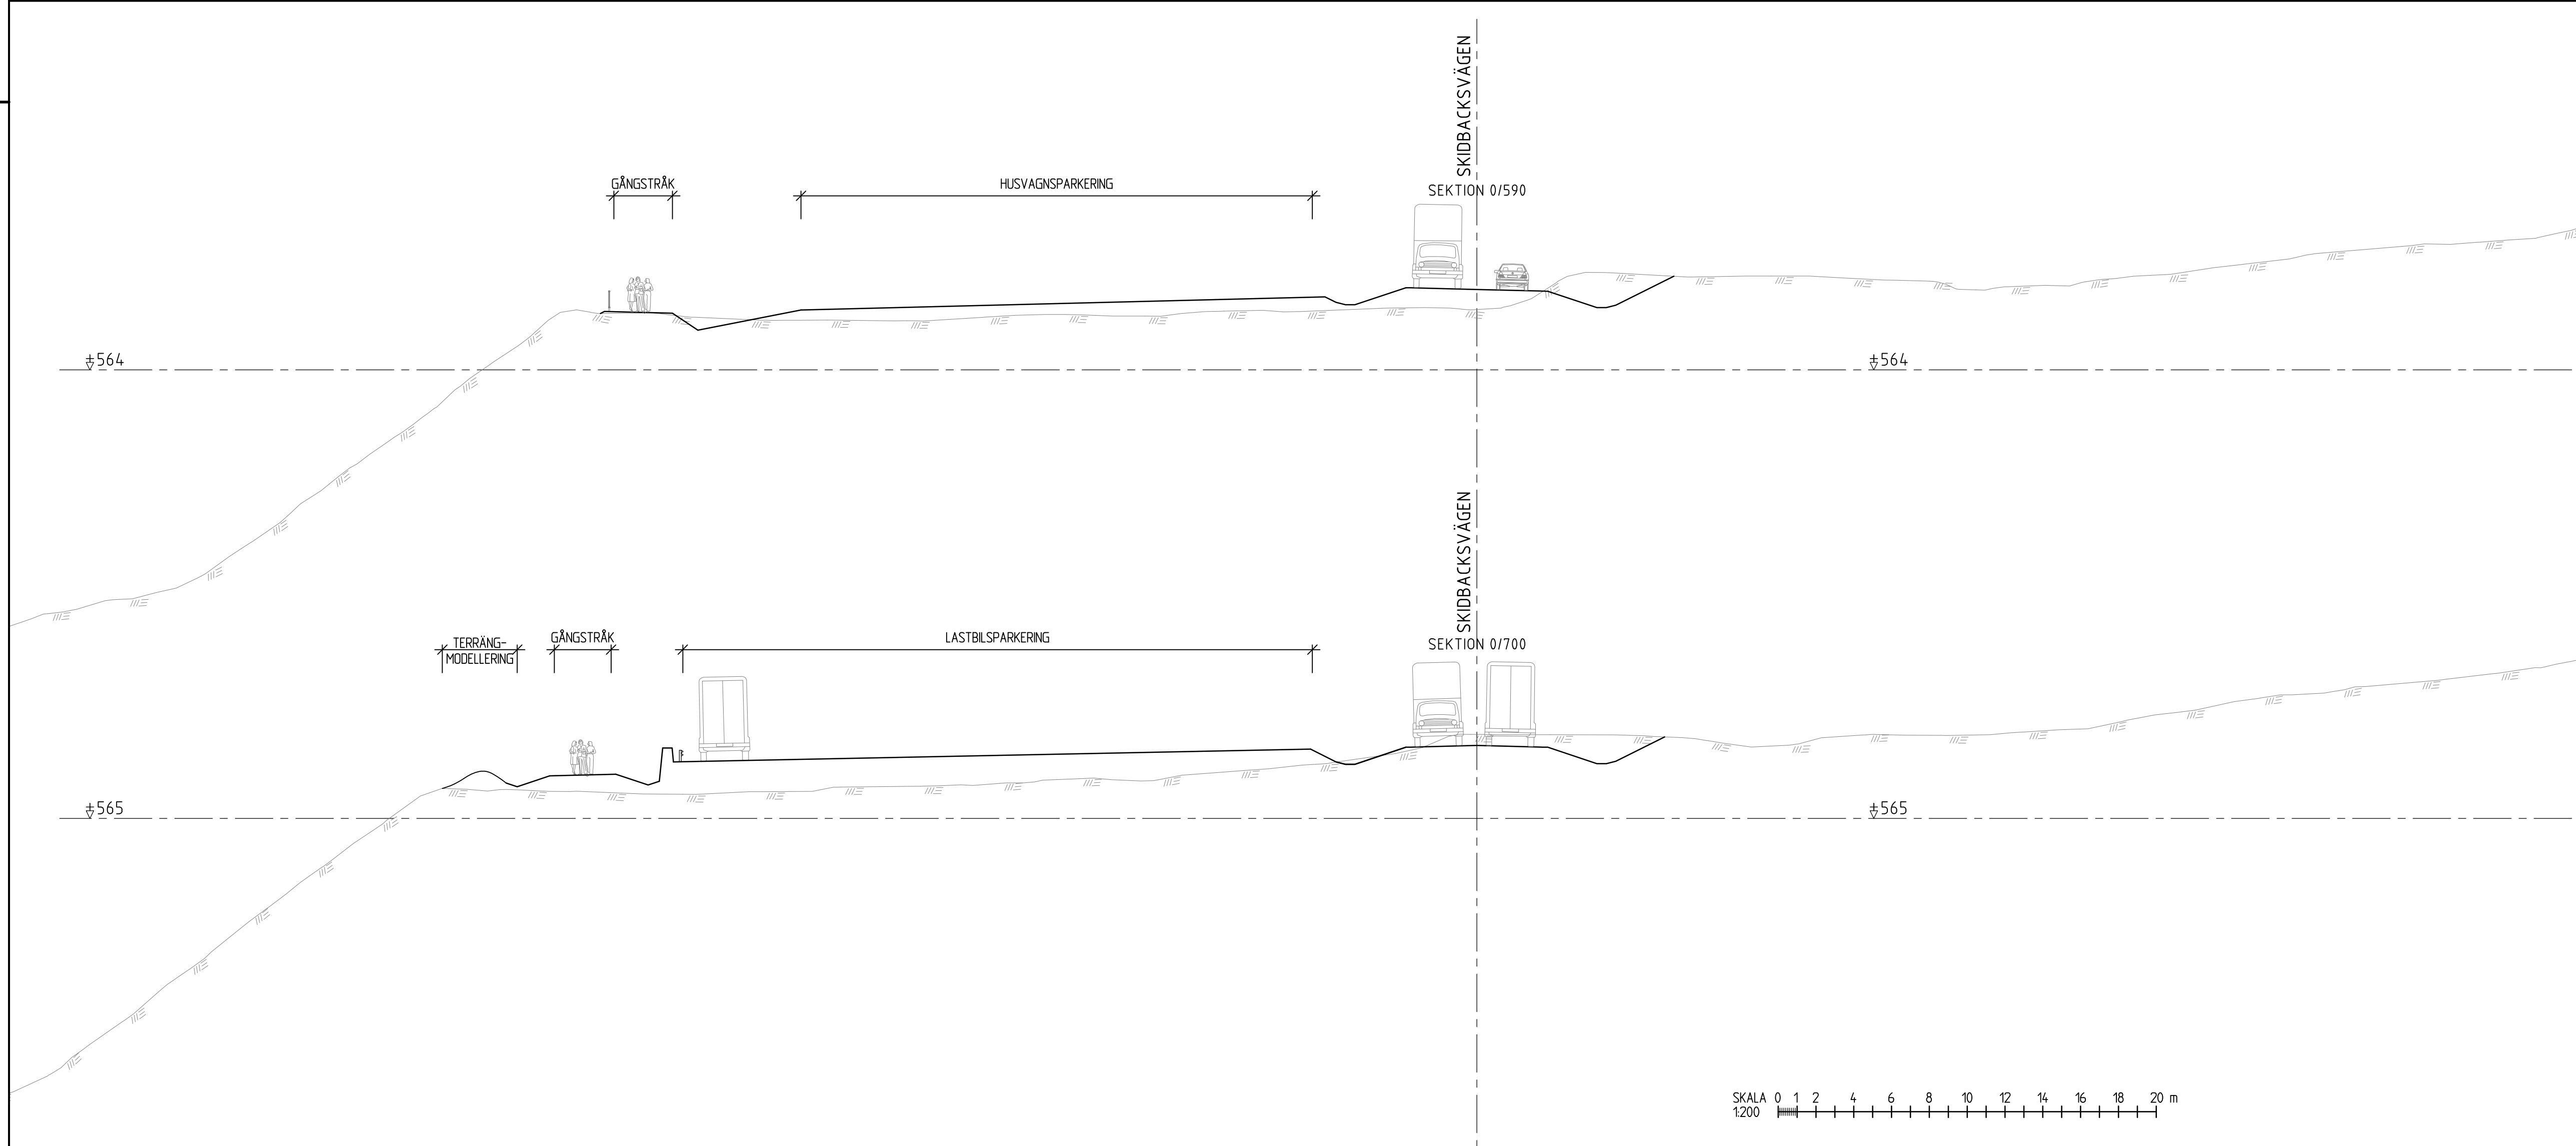 SKIDBACKSVÄGEN
SEKTION 0/590
GÅNGSTRÅK
HUSVAGNSPARKERING
±564
±564
SKIDBACKSVÄGEN
SEKTION 0/700
TERRÄNG-
MODELLERING
GÅNGSTRÅK
LASTBILSPARKERING
±565
±565
SKALA 0 1 2 4 6 8 10 12 14 16 18 20 m
1:200